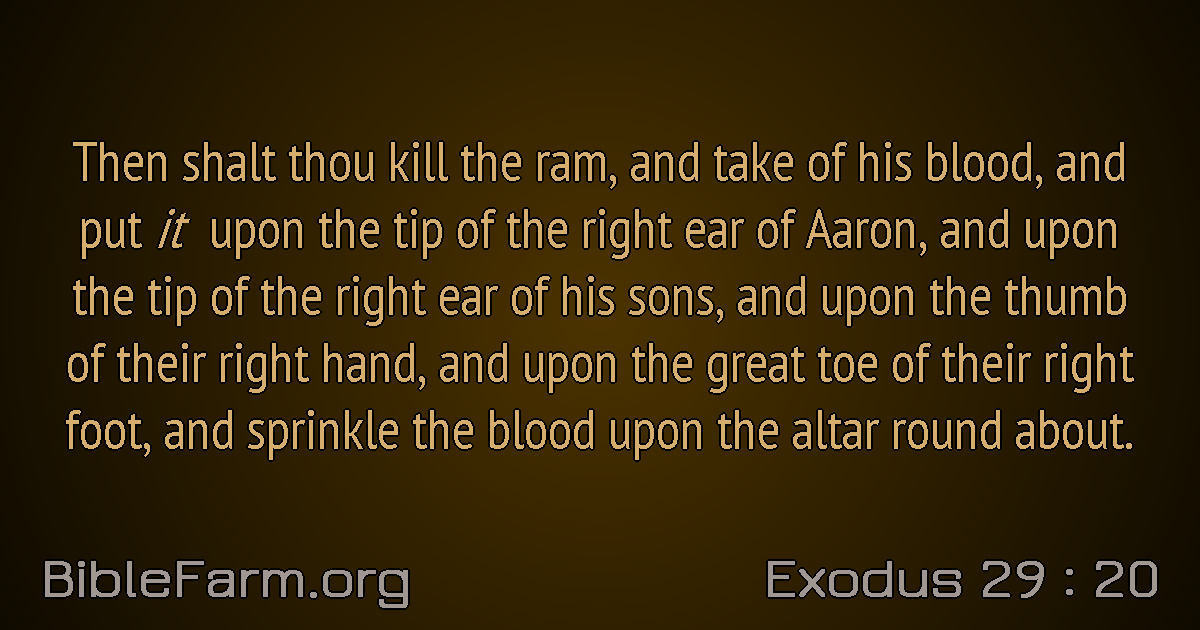 Then shalt thou kill the ram, and take of his blood, and
put it upon the tip of the right ear of Aaron, and upon
the tip of the right ear of his sons, and upon the thumb
of their right hand, and upon the great toe of their right
foot, and sprinkle the blood upon the altar round about.
BibleFarm.org
Exodus 29 : 20